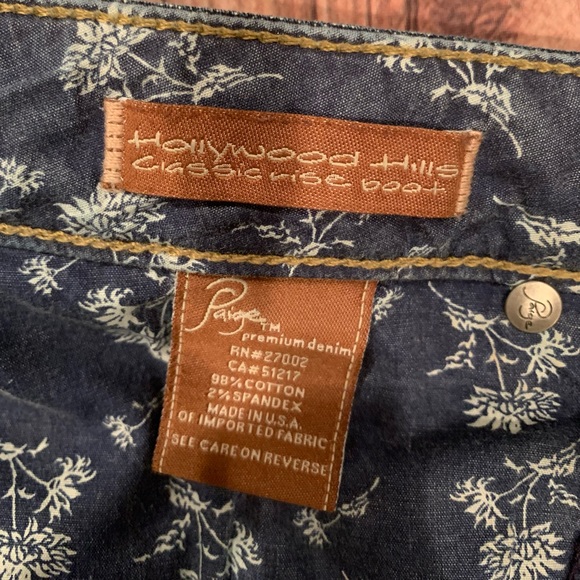 Hollywood Hills
Classic rise boot
Paige TM
premium denim
RN#27002
CA#51217
98% COTTON
2% SPANDEX
MADE IN U.S.A.
OF IMPORTED FABRIC
SEE CARE ON REVERSE
Paige